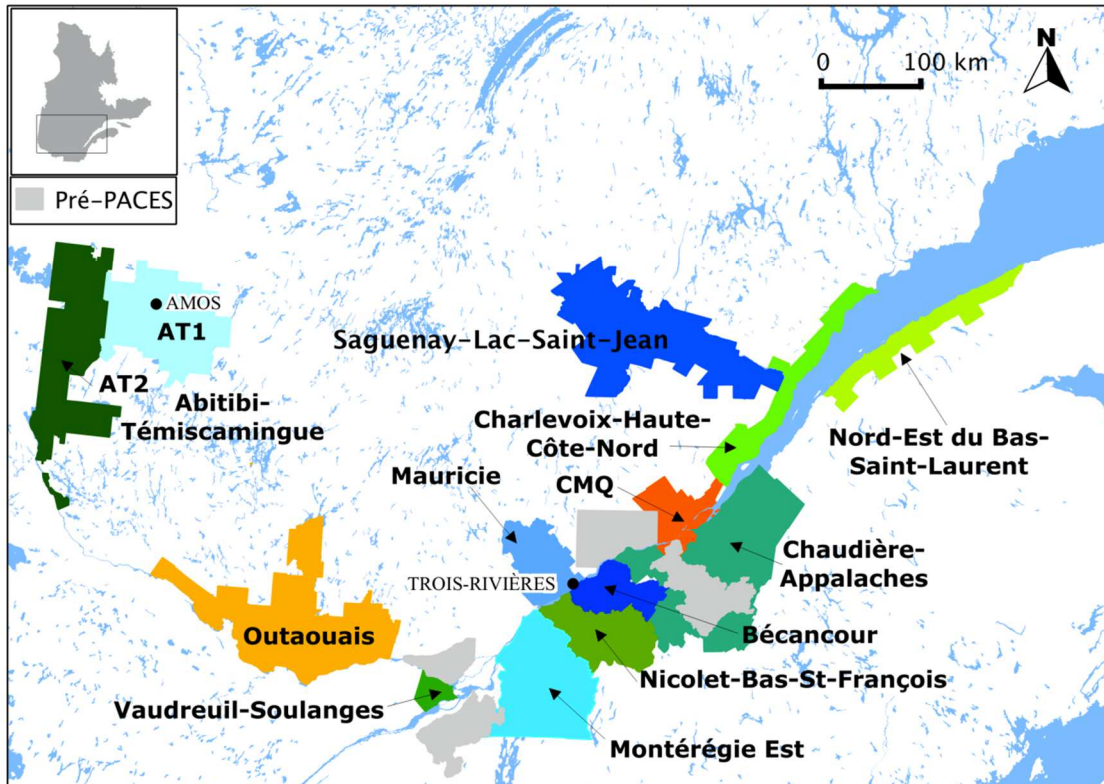 N
0 100 km
Pré-PACES
AMOS
AT1
Saguenay-Lac-Saint-Jean
AT2
Abitibi-
Témiscamingue
Charlevoix-Haute-
Côte-Nord
Nord-Est du Bas-
Saint-Laurent
Mauricie
CMQ
Chaudière-
Appalaches
TROIS-RIVIÈRES
Outaouais
Bécancour
Nicolet-Bas-St-François
Vaudreuil-Soulanges
Montérégie Est